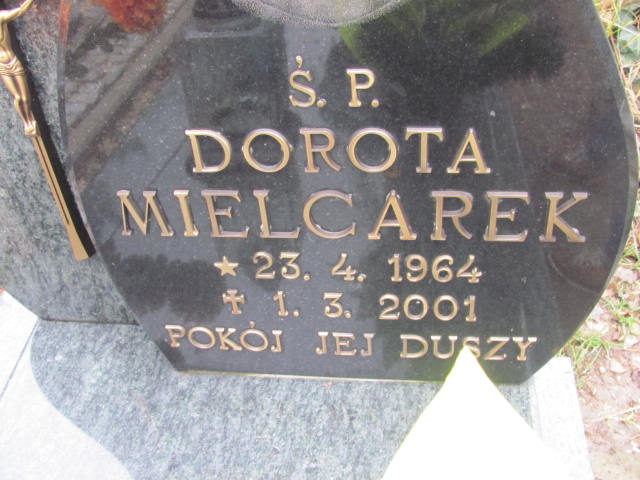 Ś. P.
DOROTA
MIELCAREK
★ 23. 4. 1964
✝ 1. 3. 2001
POKÓJ JEJ DUSZY